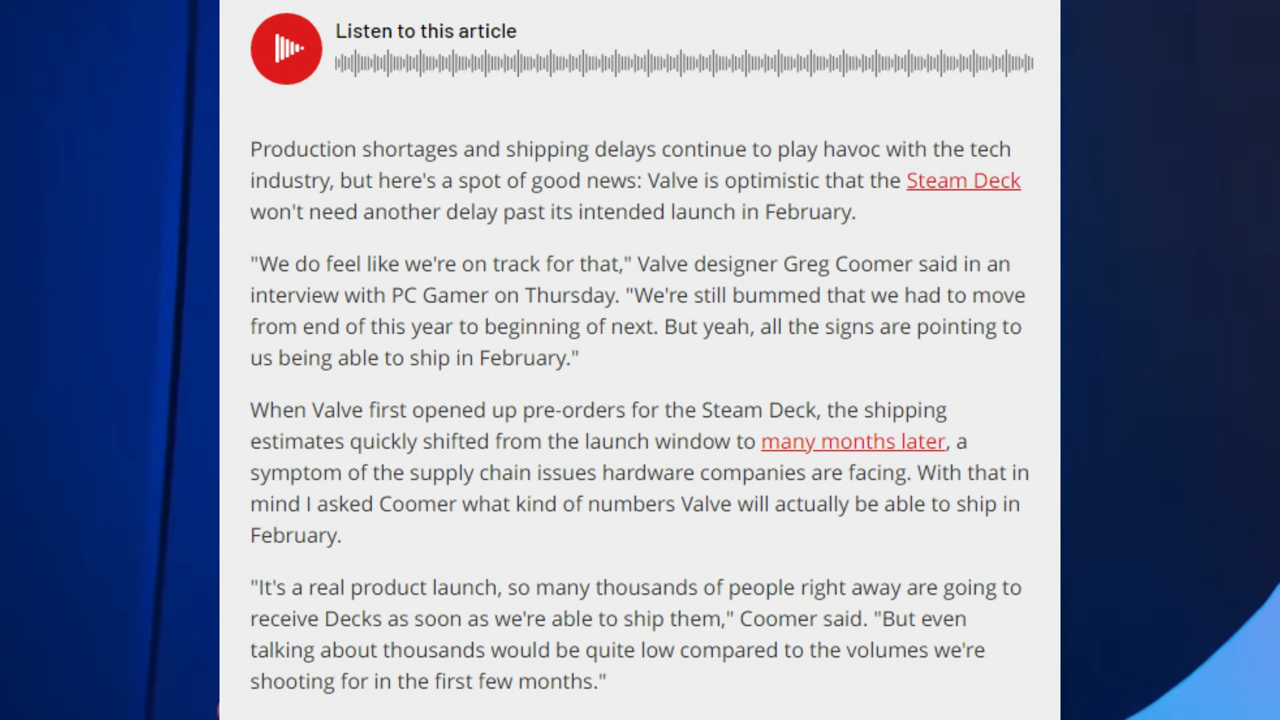 Listen to this article
Production shortages and shipping delays continue to play havoc with the tech
industry, but here's a spot of good news: Valve is optimistic that the Steam Deck
won't need another delay past its intended launch in February.
"We do feel like we're on track for that," Valve designer Greg Coomer said in an
interview with PC Gamer on Thursday. "We're still bummed that we had to move
from end of this year to beginning of next. But yeah, all the signs are pointing to
us being able to ship in February."
When Valve first opened up pre-orders for the Steam Deck, the shipping
estimates quickly shifted from the launch window to many months later, a
symptom of the supply chain issues hardware companies are facing. With that in
mind I asked Coomer what kind of numbers Valve will actually be able to ship in
February.
"It's a real product launch, so many thousands of people right away are going to
receive Decks as soon as we're able to ship them," Coomer said. "But even
talking about thousands would be quite low compared to the volumes we're
shooting for in the first few months."